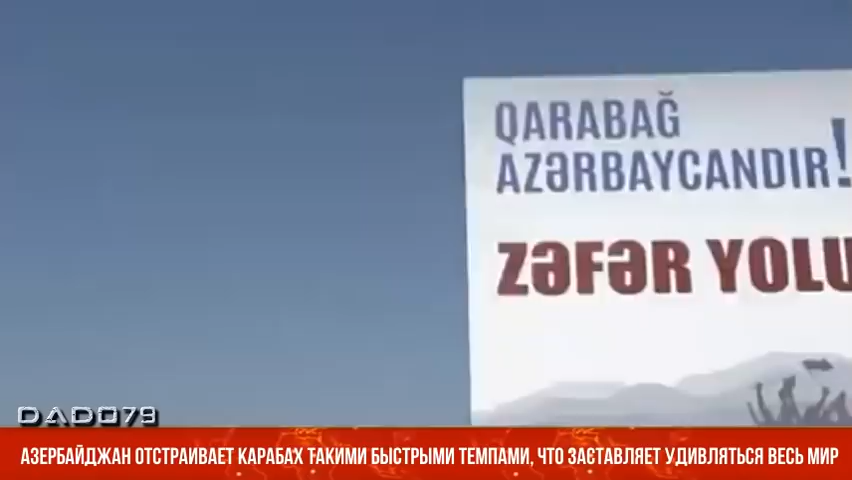 QARABAĞ
AZƏRBAYCANDIR!
ZƏFƏR YOLU
DADO79
АЗЕРБАЙДЖАН ОТСТРАИВАЕТ КАРАБАХ ТАКИМИ БЫСТРЫМИ ТЕМПАМИ, ЧТО ЗАСТАВЛЯЕТ УДИВЛЯТЬСЯ ВЕСЬ МИР